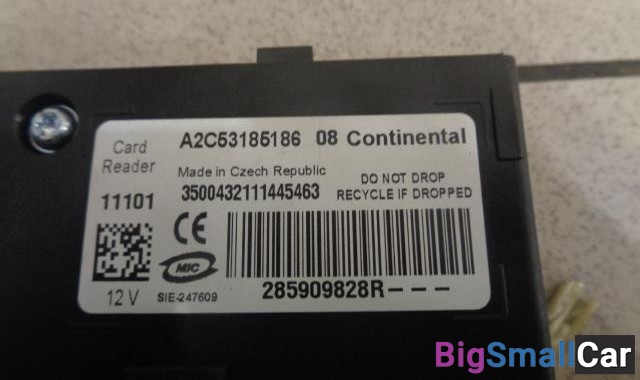 A2C53185186 08 Continental
Card
Reader
Made in Czech Republic
DO NOT DROP
11101
3500432111445463
RECYCLE IF DROPPED
CE
MIC
12 V
SIE-247609
285909828R---
BigSmallCar